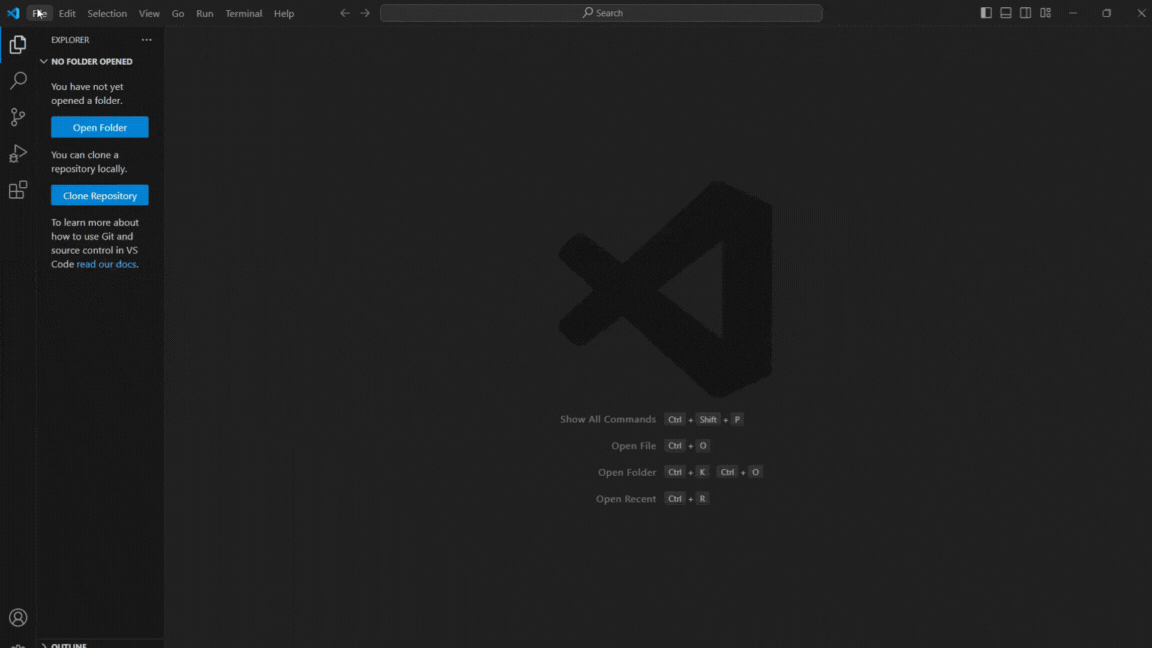 File Edit Selection View Go Run Terminal Help
Search
EXPLORER
NO FOLDER OPENED
You have not yet
opened a folder.
Open Folder
You can clone a
repository locally.
Clone Repository
To learn more about
how to use Git and
source control in VS
Code read our docs.
Show All Commands Ctrl + Shift + P
Open File Ctrl + O
Open Folder Ctrl + K Ctrl + O
Open Recent Ctrl + R
OUTLINE